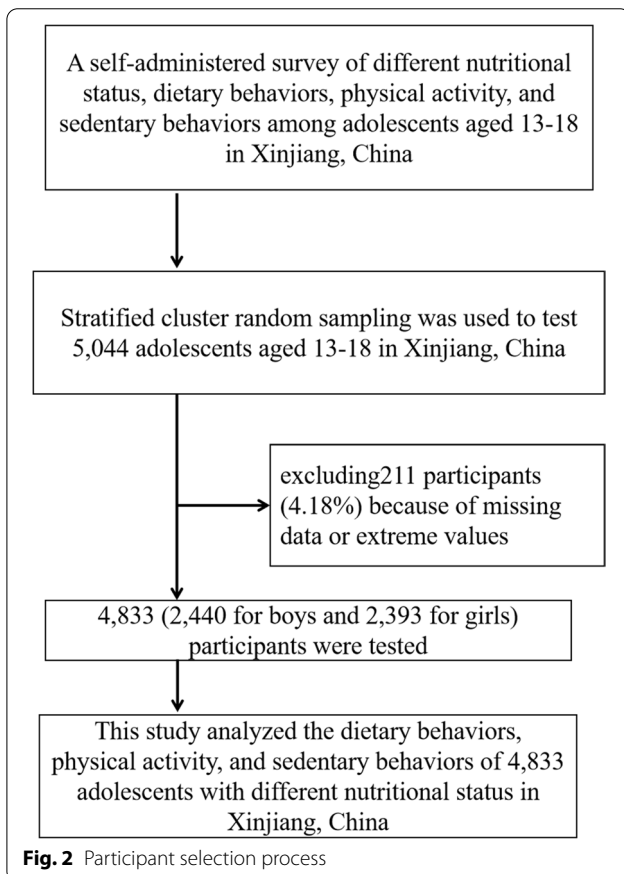 A self-administered survey of different nutritional
status, dietary behaviors, physical activity, and
sedentary behaviors among adolescents aged 13-18
in Xinjiang, China
Stratified cluster random sampling was used to test
5,044 adolescents aged 13-18 in Xinjiang, China
excluding211 participants
(4.18%) because of missing
data or extreme values
4,833 (2,440 for boys and 2,393 for girls)
participants were tested
This study analyzed the dietary behaviors,
physical activity, and sedentary behaviors of 4,833
adolescents with different nutritional status in
Xinjiang, China
Fig. 2 Participant selection process